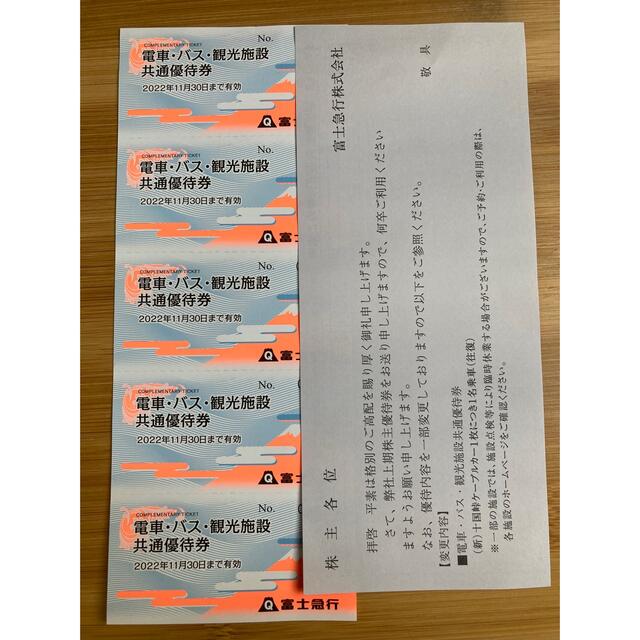 COMPLEMENTARY TICKET
No.
電車・バス・観光施設
共通優待券
2022年11月30日まで有効
富士
COMPLEMENTARY TICKET
No.
電車・バス・観光施設
共通優待券
2022年11月30日まで有効
富士急
COMPLEMENTARY TICKET
No.
電車・バス・観光施設
共通優待券
2022年11月30日まで有効
富士急
COMPLEMENTARY TICKET
No.
電車・バス・観光施設
共通優待券
2022年11月30日まで有効
富士急
COMPLEMENTARY TICKET
No.
電車・バス・観光施設
共通優待券
2022年11月30日まで有効
富士急行
株主各位
富士急行株式会社
拝啓 平素は格別のご高配を賜り厚く御礼申し上げます。
さて、弊社上期株主優待券をお送り申し上げますので、何卒ご利用ください
ますようお願い申し上げます。
なお、優待内容を一部変更しておりますので以下をご参照ください。
敬具
【変更内容】
■電車・バス・観光施設共通優待券
(新)十国峠ケーブルカー1枚につき1名乗車(往復)
※一部の施設では、施設点検等により臨時休業する場合がございますので、ご予約・ご利用の際は、
各施設のホームページをご確認ください。